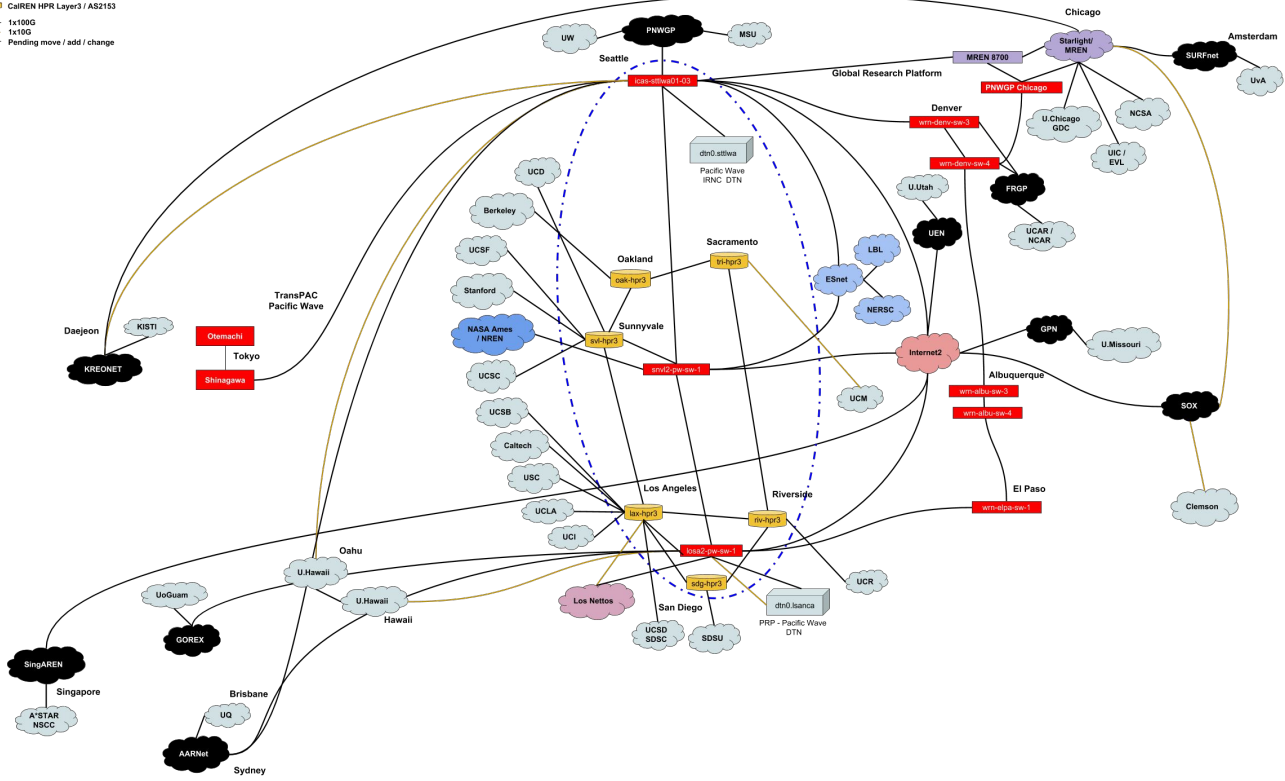 CalREN HPR Layer3 / AS2153
1x100G
1x10G
Pending move / add / change
Chicago
Amsterdam
UW
PNWGP
MSU
Starlight/
MREN
SURFnet
UvA
Seattle
MREN 8700
Global Research Platform
icas-sttlwa01-03
PNWGP Chicago
Denver
wrn-denv-sw-3
U.Chicago
GDC
NCSA
dtn0.sttlwa
Pacific Wave
IRNC DTN
wrn-denv-sw-4
UIC /
EVL
UCD
U.Utah
FRGP
Berkeley
UEN
UCAR /
NCAR
UCSF
Oakland
Sacramento
LBL
oak-hpr3
tri-hpr3
ESnet
Stanford
NERSC
TransPAC
Pacific Wave
Daejeon
KISTI
Otemachi
NASA Ames
/ NREN
Sunnyvale
svl-hpr3
GPN
U.Missouri
Tokyo
Internet2
KREONET
Shinagawa
UCSC
snvl2-pw-sw-1
Albuquerque
wrn-albu-sw-3
UCM
SOX
UCSB
wrn-albu-sw-4
Caltech
USC
Los Angeles
Riverside
El Paso
UCLA
lax-hpr3
riv-hpr3
wrn-elpa-sw-1
Clemson
UCI
Oahu
losa2-pw-sw-1
U.Hawaii
sdg-hpr3
UCR
UoGuam
U.Hawaii
Los Nettos
San Diego
dtn0.lsanca
Hawaii
PRP - Pacific Wave
DTN
GOREX
UCSD
SDSC
SDSU
SingAREN
Singapore
Brisbane
A*STAR
NSCC
UQ
AARNet
Sydney